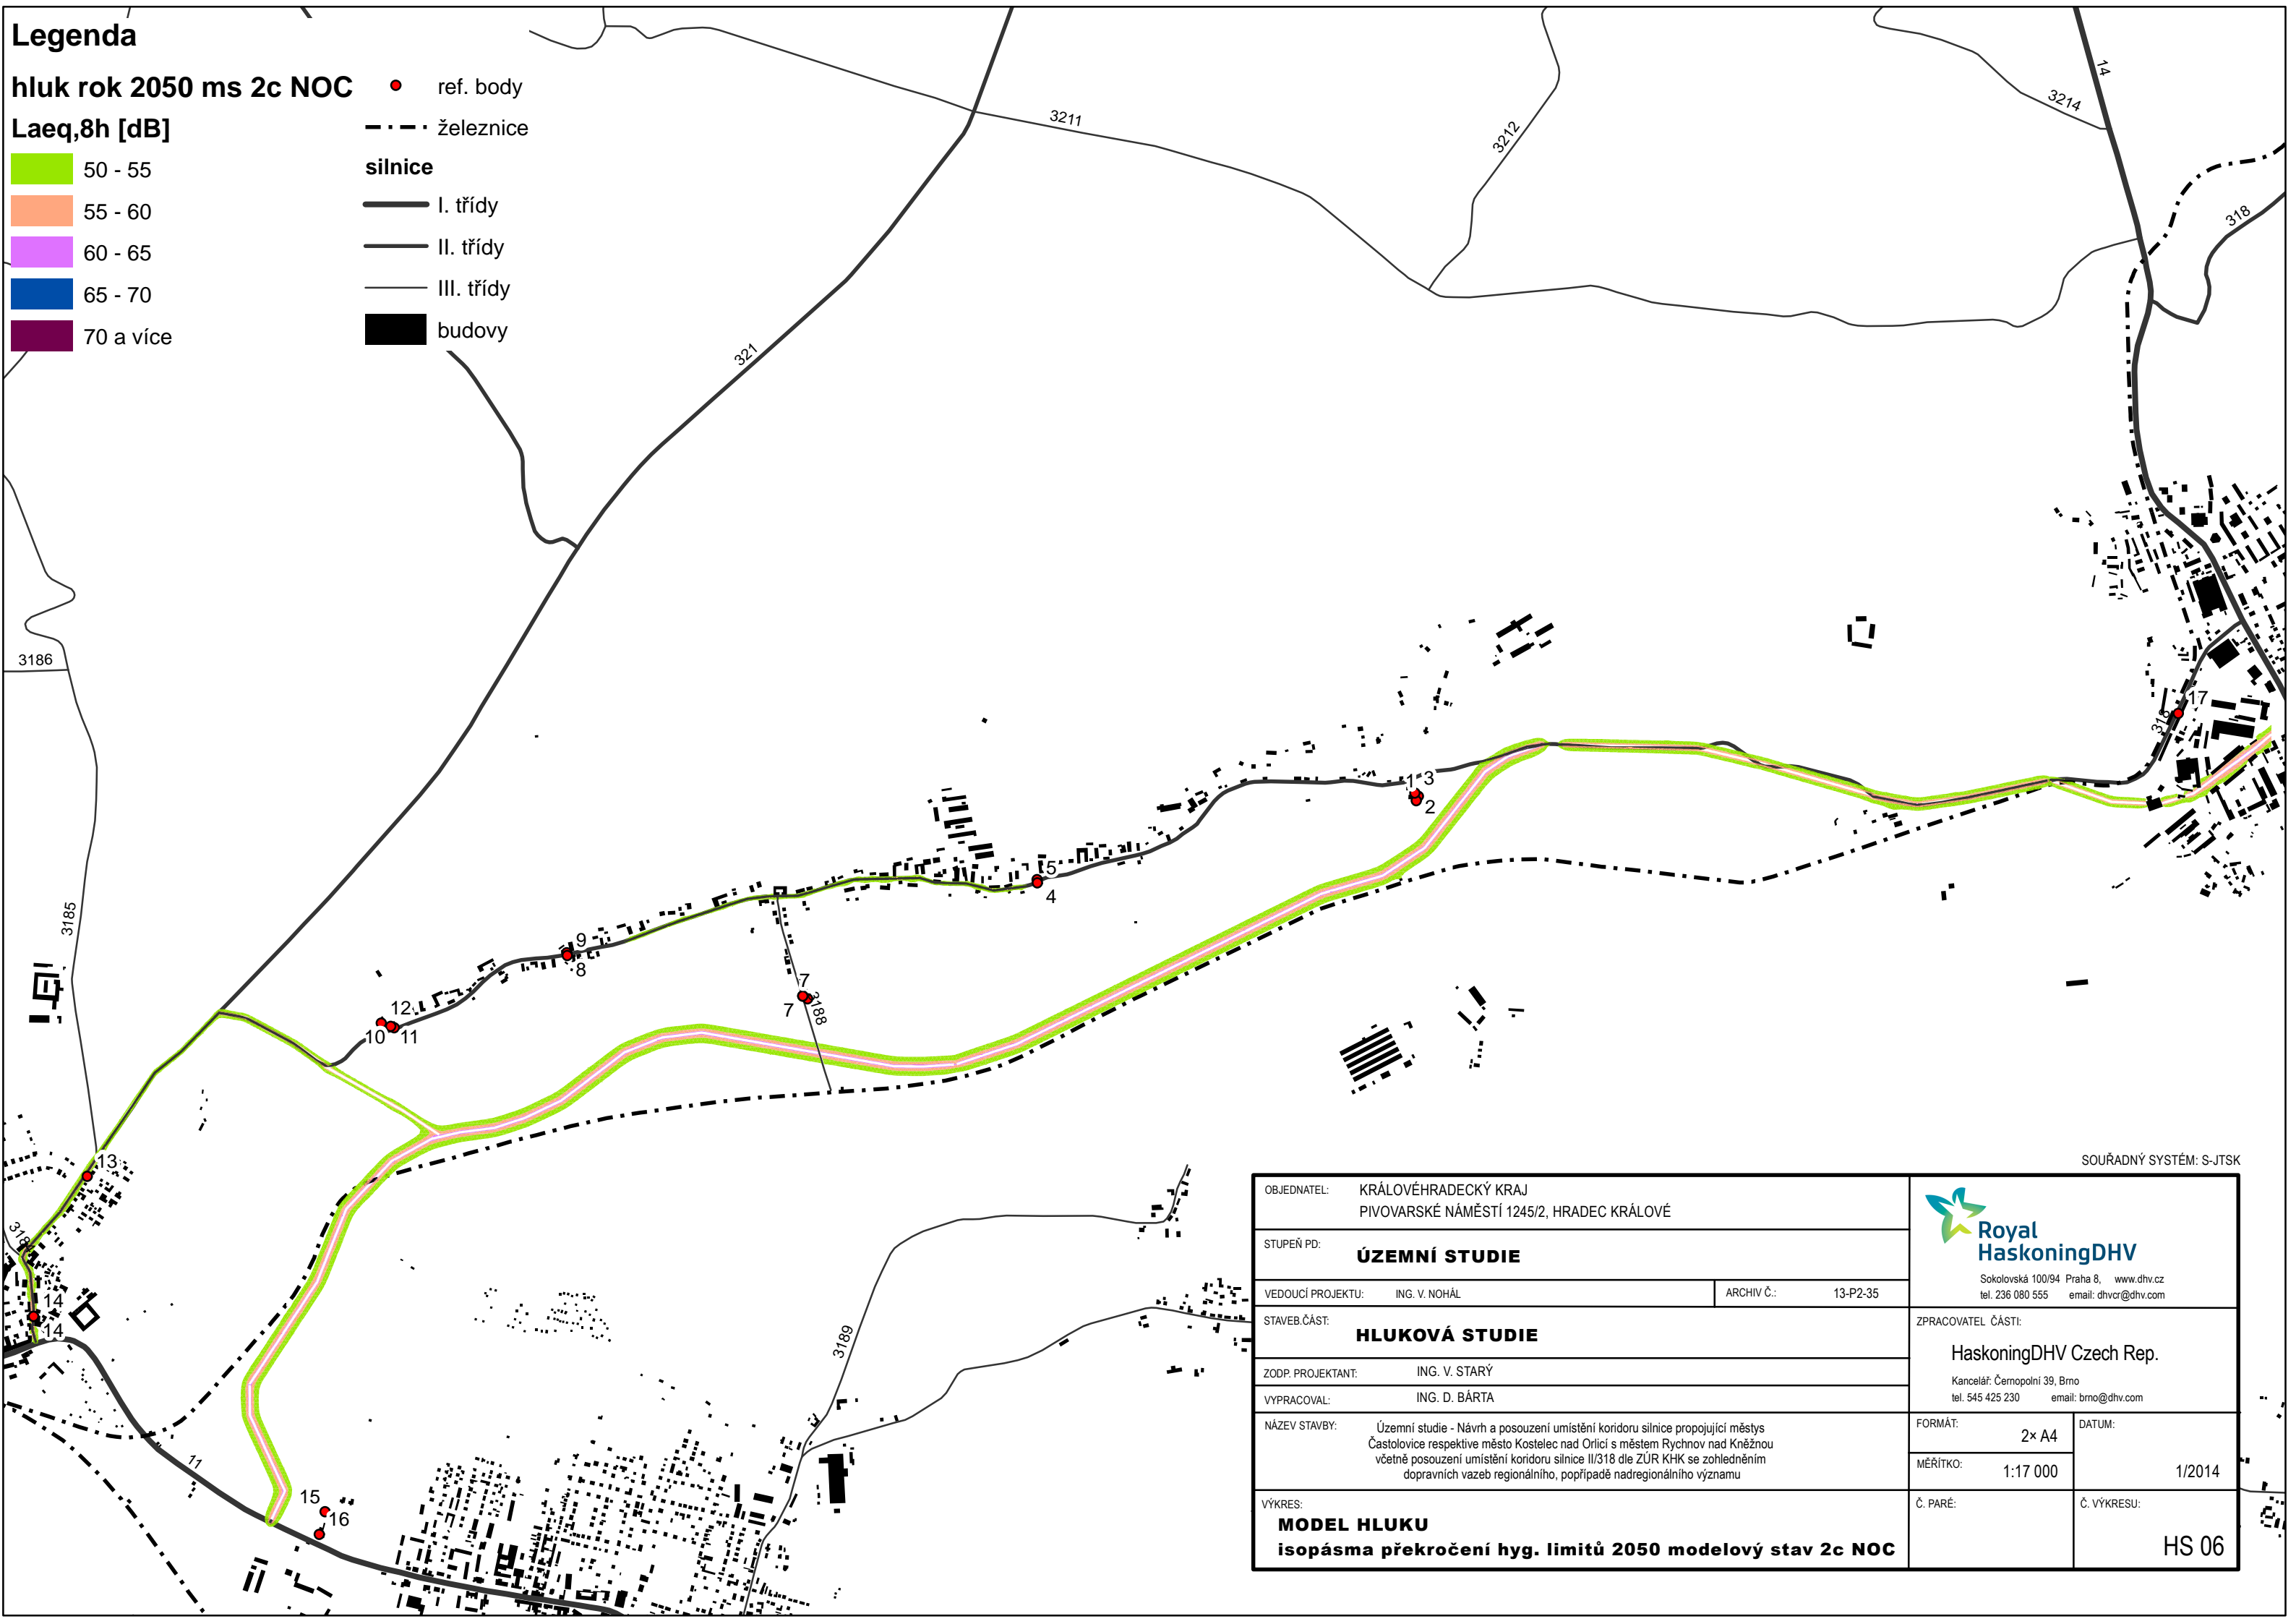 Legenda
hluk rok 2050 ms 2c NOC
Laeq,8h [dB]
50 - 55
55 - 60
60 - 65
65 - 70
70 a více
ref. body
železnice
silnice
I. třídy
II. třídy
III. třídy
budovy
3211
3212
3214
14
318
321
3186
3185
318
17
1 3
2
5
4
9
8
7
7
3188
12
10 11
13
14
14
11
15
16
3189
SOUŘADNÝ SYSTÉM: S-JTSK
OBJEDNATEL: KRÁLOVÉHRADECKÝ KRAJ
PIVOVARSKÉ NÁMĚSTÍ 1245/2, HRADEC KRÁLOVÉ
STUPEŇ PD: ÚZEMNÍ STUDIE
VEDOUCÍ PROJEKTU: ING. V. NOHÁL
ARCHIV Č.: 13-P2-35
STAVEB.ČÁST: HLUKOVÁ STUDIE
ZODP. PROJEKTANT: ING. V. STARÝ
VYPRACOVAL: ING. D. BÁRTA
NÁZEV STAVBY: Územní studie - Návrh a posouzení umístění koridoru silnice propojující městys
Častolovice respektive město Kostelec nad Orlicí s městem Rychnov nad Kněžnou
včetně posouzení umístění koridoru silnice II/318 dle ZÚR KHK se zohledněním
dopravních vazeb regionálního, popřípadě nadregionálního významu
VÝKRES:
MODEL HLUKU
isopásma překročení hyg. limitů 2050 modelový stav 2c NOC
Royal
HaskoningDHV
Sokolovská 100/94 Praha 8, www.dhv.cz
tel. 236 080 555 email: dhvcr@dhv.com
ZPRACOVATEL ČÁSTI:
HaskoningDHV Czech Rep.
Kancelář: Černopolní 39, Brno
tel. 545 425 230 email: brno@dhv.com
FORMÁT: 2× A4
DATUM: 1/2014
MĚŘÍTKO: 1:17 000
Č. PARÉ:
Č. VÝKRESU: HS 06